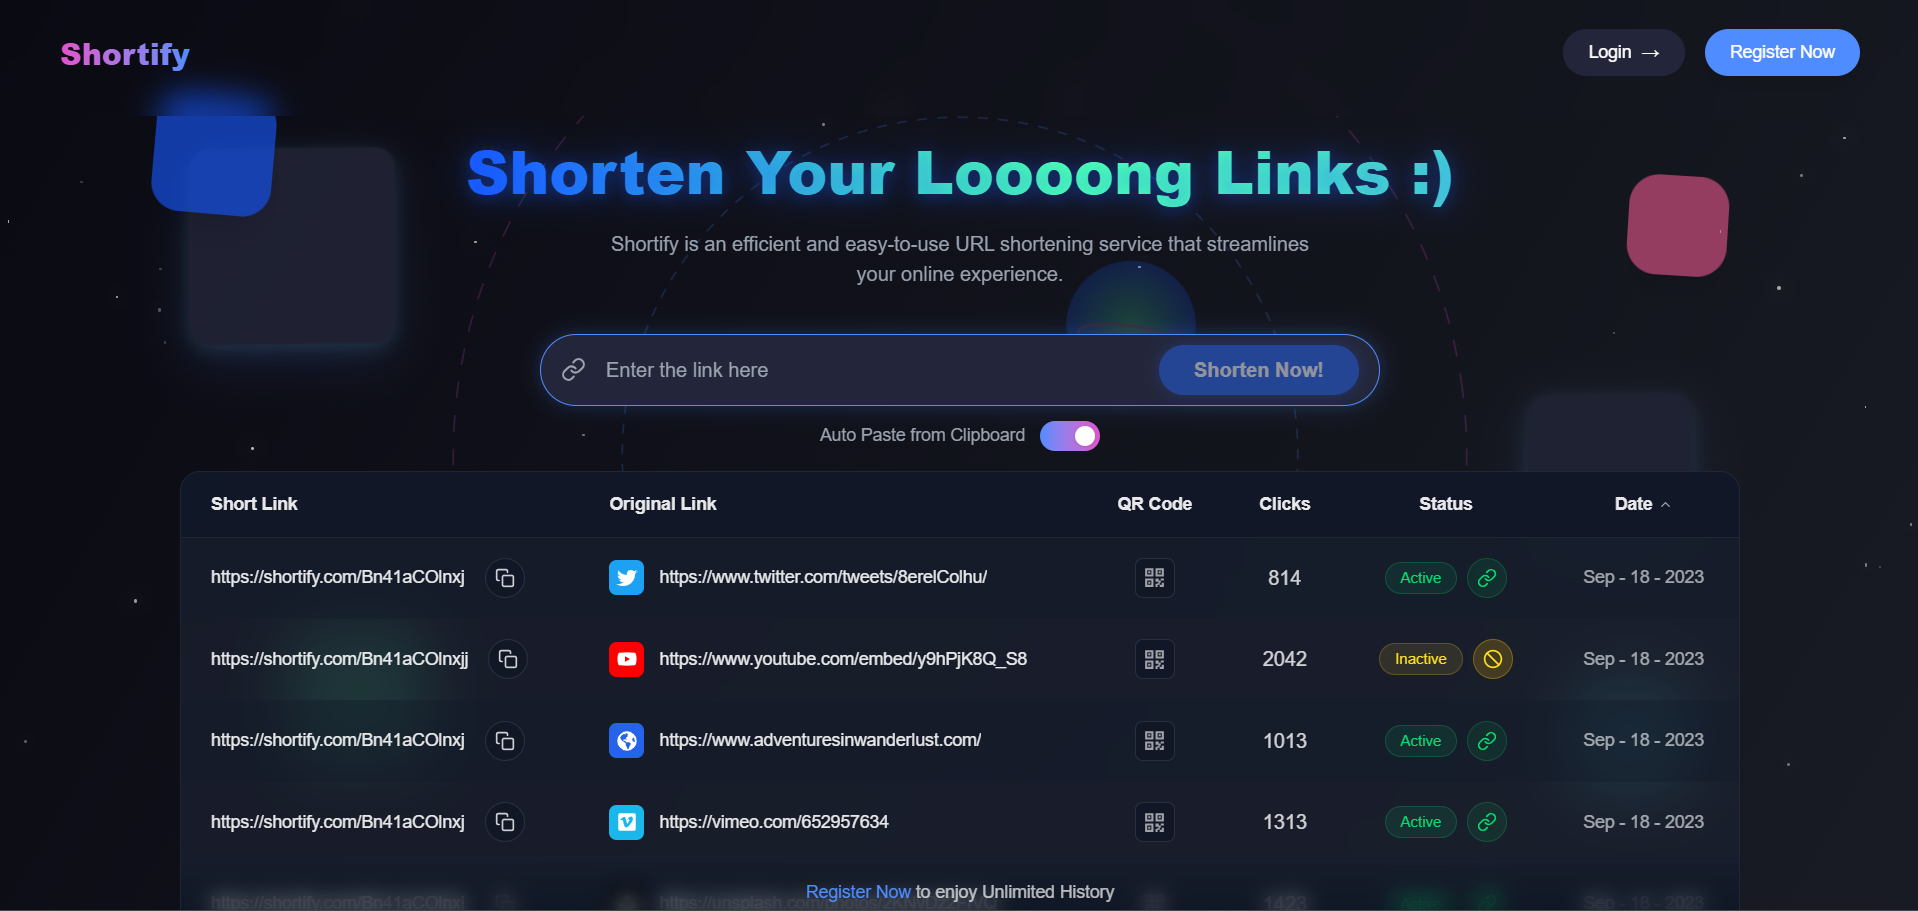 Shortify
Login →
Register Now
Shorten Your Loooong Links :)
Shortify is an efficient and easy-to-use URL shortening service that streamlines
your online experience.
Enter the link here
Shorten Now!
Auto Paste from Clipboard
Short Link Original Link QR Code Clicks Status Date
https://shortify.com/Bn41aCOlnxj https://www.twitter.com/tweets/8erelColhu/ 814 Active Sep - 18 - 2023
https://shortify.com/Bn41aCOlnxjj https://www.youtube.com/embed/y9hPjK8Q_S8 2042 Inactive Sep - 18 - 2023
https://shortify.com/Bn41aCOlnxj https://www.adventuresinwanderlust.com/ 1013 Active Sep - 18 - 2023
https://shortify.com/Bn41aCOlnxj https://vimeo.com/652957634 1313 Active Sep - 18 - 2023
Register Now to enjoy Unlimited History
https://shortify.com/Bn41aCOlnxj 1423 Active Sep - 18 - 2023